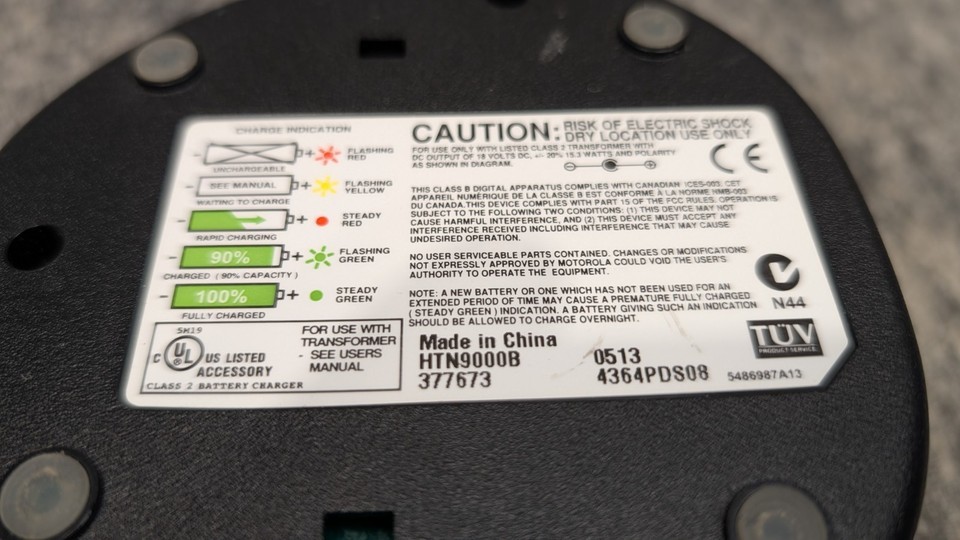 CHARGE INDICATION
FLASHING
RED
UNCHARGEABLE
SEE MANUAL
FLASHING
YELLOW
WAITING TO CHARGE
STEADY
RED
RAPID CHARGING
90%
FLASHING
GREEN
CHARGED (90% CAPACITY)
100%
STEADY
GREEN
FULLY CHARGED
5M19
C UL US LISTED
ACCESSORY
CLASS 2 BATTERY CHARGER
FOR USE WITH
TRANSFORMER
- SEE USERS
MANUAL
CAUTION: RISK OF ELECTRIC SHOCK
DRY LOCATION USE ONLY
FOR USE ONLY WITH LISTED CLASS 2 TRANSFORMER WITH
DC OUTPUT OF 18 VOLTS DC, +/- 20% 15.3 WATTS AND POLARITY
AS SHOWN IN DIAGRAM.
CE
THIS CLASS B DIGITAL APPARATUS COMPLIES WITH CANADIAN ICES-003. CET
APPAREIL NUMÉRIQUE DE LA CLASSE B EST CONFORME À LA NORME NMB-003
DU CANADA.THIS DEVICE COMPLIES WITH PART 15 OF THE FCC RULES. OPERATION IS
SUBJECT TO THE FOLLOWING TWO CONDITIONS: (1) THIS DEVICE MAY NOT
CAUSE HARMFUL INTERFERENCE, AND (2) THIS DEVICE MUST ACCEPT ANY
INTERFERENCE RECEIVED INCLUDING INTERFERENCE THAT MAY CAUSE
UNDESIRED OPERATION.
NO USER SERVICEABLE PARTS CONTAINED. CHANGES OR MODIFICATIONS
NOT EXPRESSLY APPROVED BY MOTOROLA COULD VOID THE USER'S
AUTHORITY TO OPERATE THE EQUIPMENT.
N44
NOTE: A NEW BATTERY OR ONE WHICH HAS NOT BEEN USED FOR AN
EXTENDED PERIOD OF TIME MAY CAUSE A PREMATURE FULLY CHARGED
( STEADY GREEN ) INDICATION. A BATTERY GIVING SUCH AN INDICATION
SHOULD BE ALLOWED TO CHARGE OVERNIGHT.
Made in China
HTN9000B 0513
377673 4364PDS08
TÜV
PRODUCT SERVICE
5486987A13